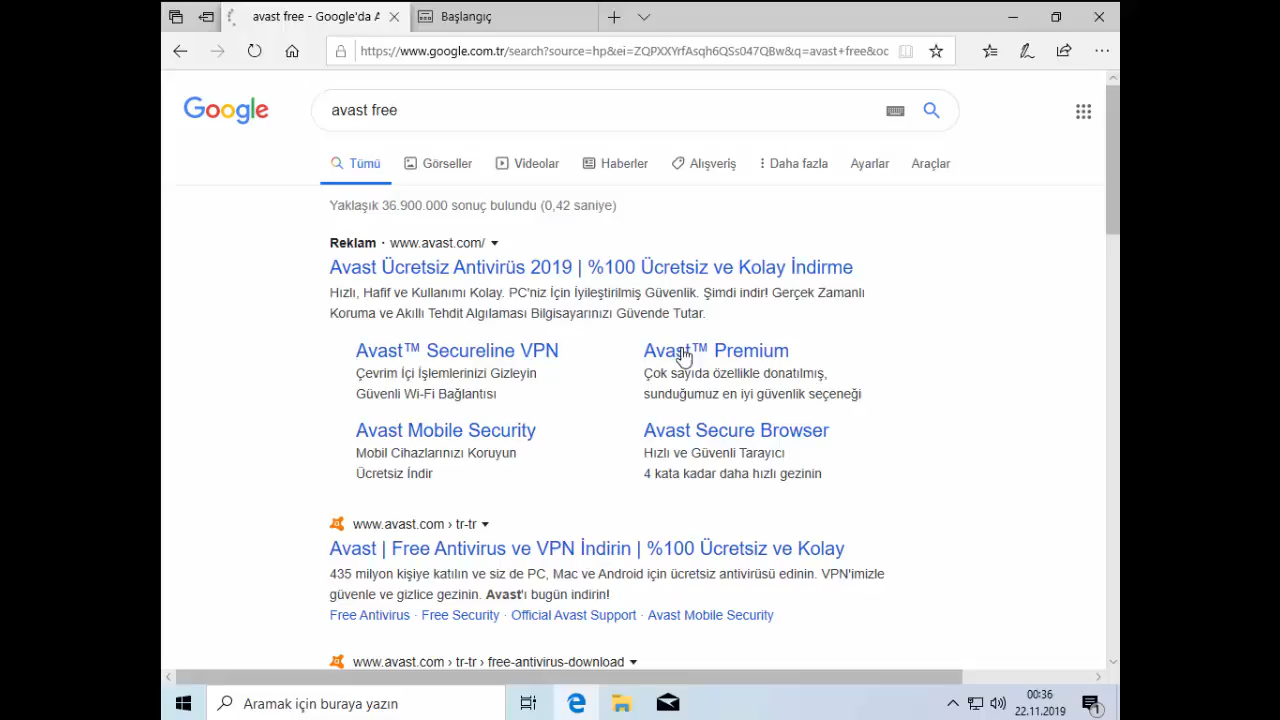 avast free - Google'da A
Başlangıç
https://www.google.com.tr/search?source=hp&ei=ZQPXXYrfAsqh6QSs047QBw&q=avast+free&oc
Google
avast free
Tümü
Görseller
Videolar
Haberler
Alışveriş
Daha fazla
Ayarlar
Araçlar
Yaklaşık 36.900.000 sonuç bulundu (0,42 saniye)
Reklam · www.avast.com/
Avast Ücretsiz Antivirüs 2019 | %100 Ücretsiz ve Kolay İndirme
Hızlı, Hafif ve Kullanımı Kolay. PC'niz İçin İyileştirilmiş Güvenlik. Şimdi indir! Gerçek Zamanlı
Koruma ve Akıllı Tehdit Algılaması Bilgisayarınızı Güvende Tutar.
Avast™ Secureline VPN
Çevrim İçi İşlemlerinizi Gizleyin
Güvenli Wi-Fi Bağlantısı
Avast™ Premium
Çok sayıda özellikle donatılmış,
sunduğumuz en iyi güvenlik seçeneği
Avast Mobile Security
Mobil Cihazlarınızı Koruyun
Ücretsiz İndir
Avast Secure Browser
Hızlı ve Güvenli Tarayıcı
4 kata kadar daha hızlı gezinin
www.avast.com › tr-tr
Avast | Free Antivirus ve VPN İndirin | %100 Ücretsiz ve Kolay
435 milyon kişiye katılın ve siz de PC, Mac ve Android için ücretsiz antivirüsü edinin. VPN'imizle
güvenle ve gizlice gezinin. Avast'ı bugün indirin!
Free Antivirus · Free Security · Official Avast Support · Avast Mobile Security
www.avast.com › tr-tr › free-antivirus-download
Aramak için buraya yazın
00:36
22.11.2019
1